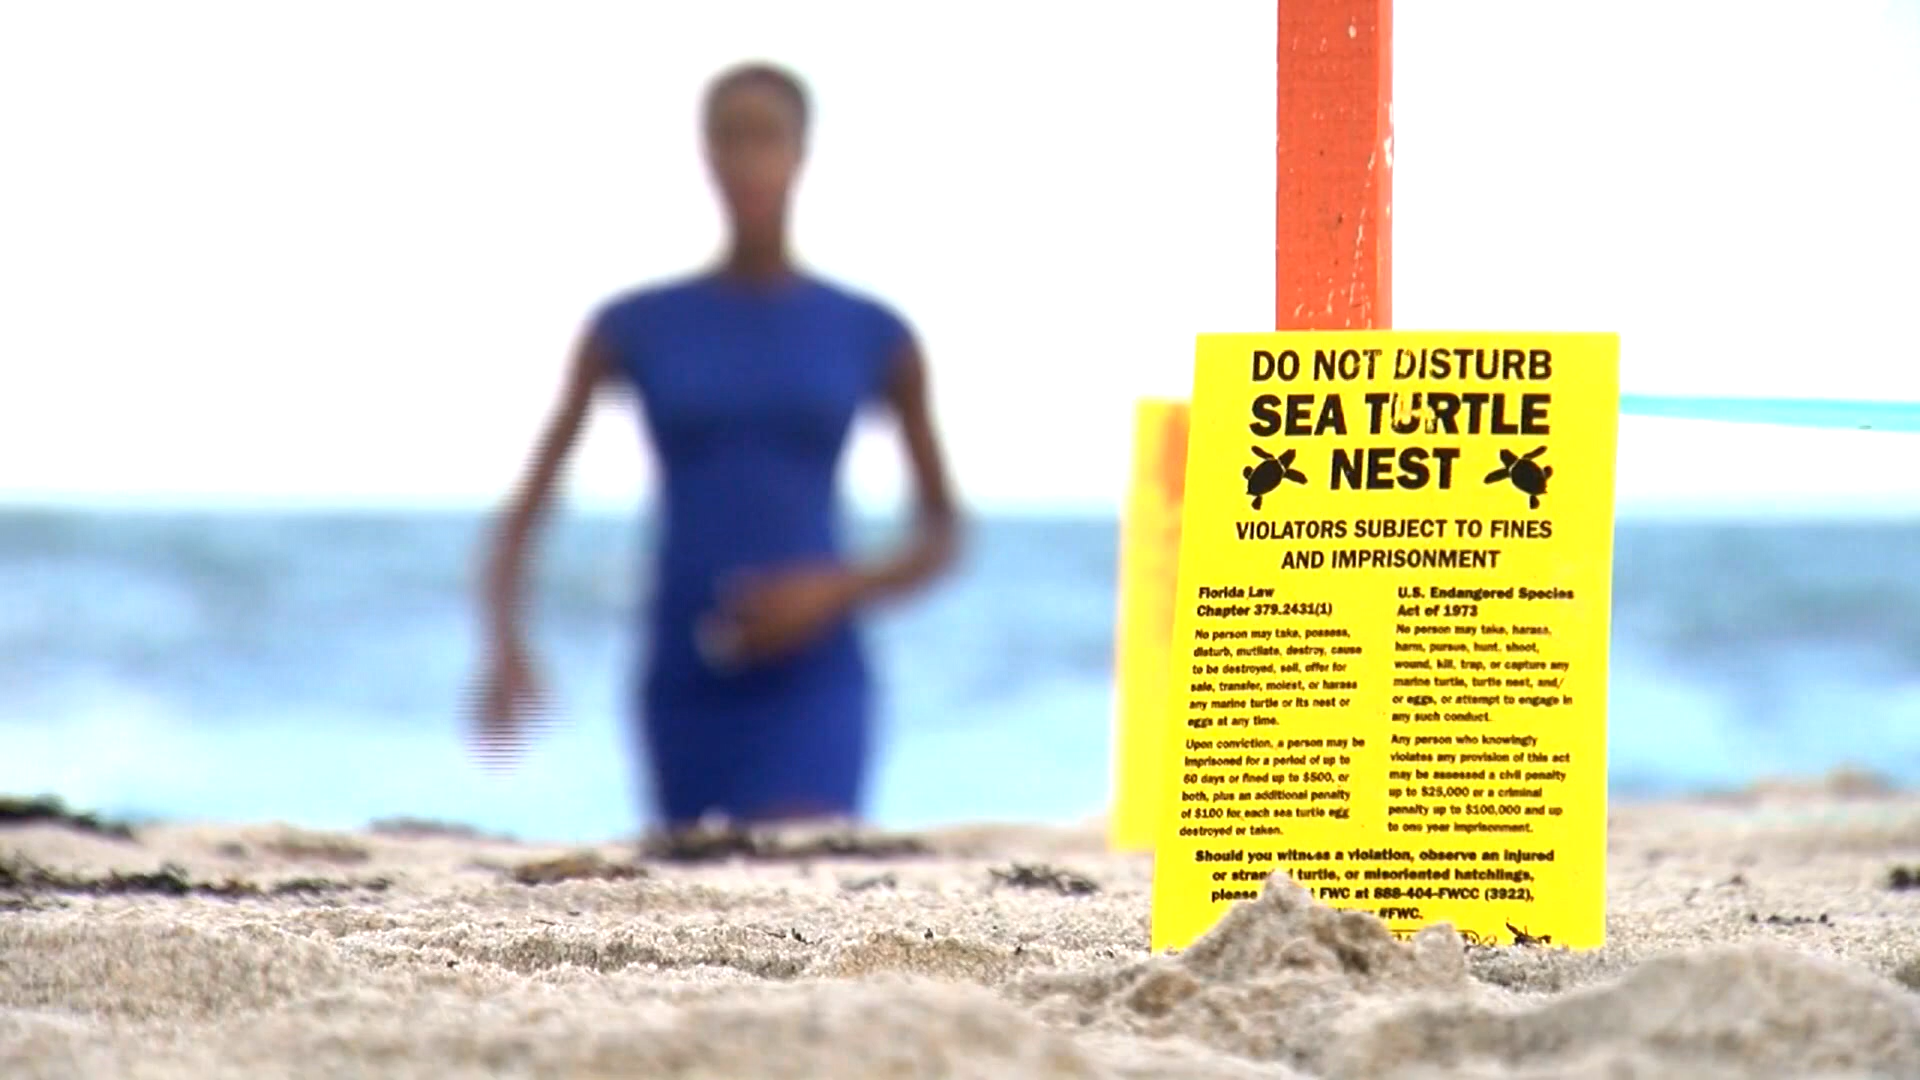 DO NOT DISTURB
SEA TURTLE
NEST
VIOLATORS SUBJECT TO FINES
AND IMPRISONMENT
Florida Law
Chapter 379.2431(1)
No person may take, possess,
disturb, mutilate, destroy, cause
to be destroyed, sell, offer for
sale, transfer, molest, or harass
any marine turtle or its nest or
eggs at any time.
Upon conviction, a person may be
imprisoned for a period of up to
60 days or fined up to $500, or
both, plus an additional penalty
of $100 for each sea turtle egg
destroyed or taken.
U.S. Endangered Species
Act of 1973
No person may take, harass,
harm, pursue, hunt, shoot,
wound, kill, trap, or capture any
marine turtle, turtle nest, and/
or eggs, or attempt to engage in
any such conduct.
Any person who knowingly
violates any provision of this act
may be assessed a civil penalty
up to $25,000 or a criminal
penalty up to $100,000 and up
to one year imprisonment.
Should you witness a violation, observe an injured
or turtle, or misoriented hatchlings,
please FWC at 888-404-FWCC (3922),
#FWC.